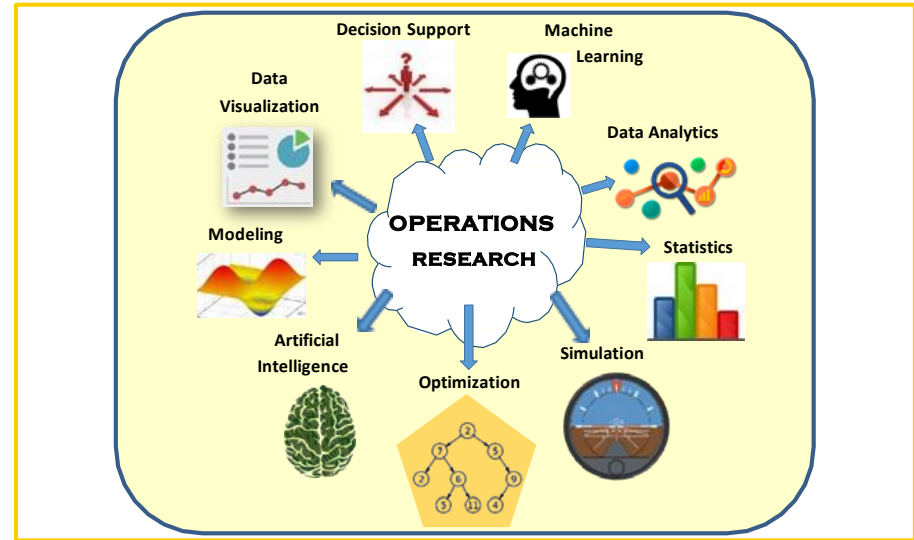 Decision Support
Machine
Learning
Data
Visualization
Data Analytics
OPERATIONS
RESEARCH
Modeling
Statistics
Artificial
Intelligence
Simulation
Optimization
2
7
5
2
6
9
5
11
4